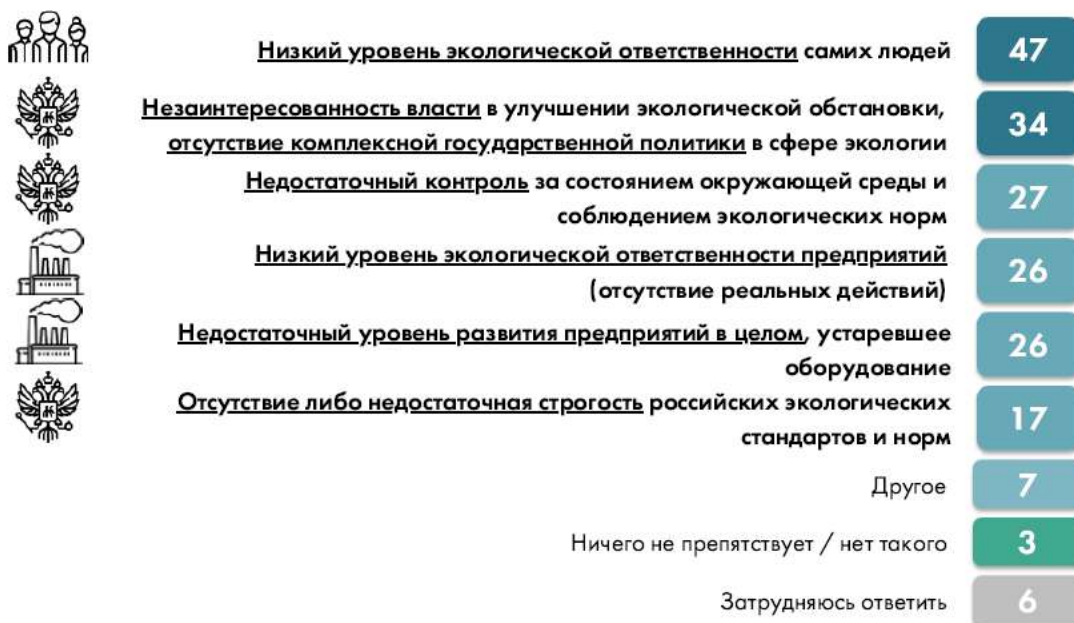 Низкий уровень экологической ответственности самих людей 47
Незаинтересованность власти в улучшении экологической обстановки,
отсутствие комплексной государственной политики в сфере экологии 34
Недостаточный контроль за состоянием окружающей среды и
соблюдением экологических норм 27
Низкий уровень экологической ответственности предприятий
(отсутствие реальных действий) 26
Недостаточный уровень развития предприятий в целом, устаревшее
оборудование 26
Отсутствие либо недостаточная строгость российских экологических
стандартов и норм 17
Другое 7
Ничего не препятствует / нет такого 3
Затрудняюсь ответить 6